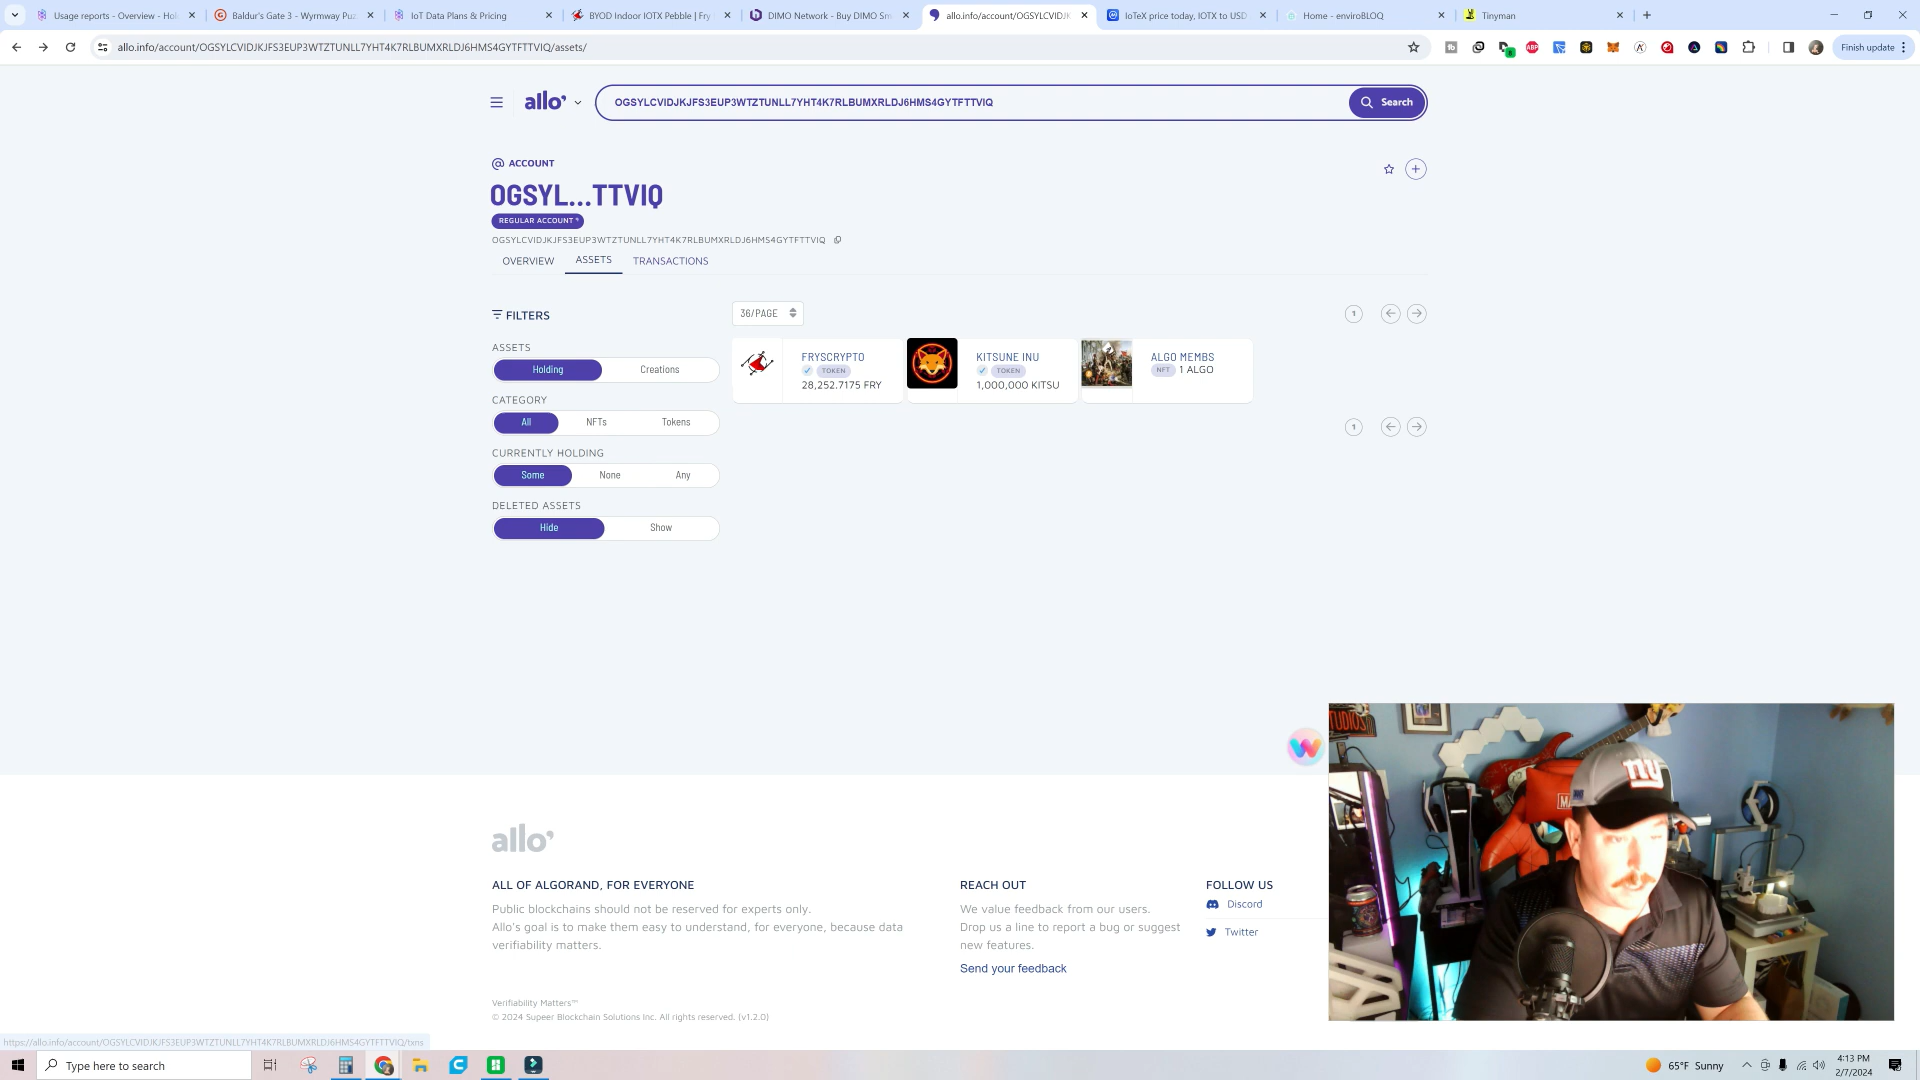 Usage reports - Overview - Hol
Baldur's Gate 3 - Wyrmway Puz
IoT Data Plans & Pricing
BYOD Indoor IOTX Pebble | Fry
DIMO Network - Buy DIMO Sm
allo.info/account/OGSYLCVIDJK
IoTeX price today, IOTX to USD
Home - enviroBLOQ
Tinyman
allo.info/account/OGSYLCVIDJKJFS3EUP3WTZTUNLL7YHT4K7RLBUMXRLDJ6HMS4GYTFTTVIQ/assets/
Finish update
allo
OGSYLCVIDJKJFS3EUP3WTZTUNLL7YHT4K7RLBUMXRLDJ6HMS4GYTFTTVIQ
Search
ACCOUNT
OGSYL...TTVIQ
REGULAR ACCOUNT *
OGSYLCVIDJKJFS3EUP3WTZTUNLL7YHT4K7RLBUMXRLDJ6HMS4GYTFTTVIQ
OVERVIEW
ASSETS
TRANSACTIONS
FILTERS
36/PAGE
1
ASSETS
Holding
Creations
FRYSCRYPTO
TOKEN
28,252.7175 FRY
KITSUNE INU
TOKEN
1,000,000 KITSU
ALGO MEMBS
NFT 1 ALGO
CATEGORY
All
NFTs
Tokens
1
CURRENTLY HOLDING
Some
None
Any
DELETED ASSETS
Hide
Show
STUDIOS
allo
ALL OF ALGORAND, FOR EVERYONE
Public blockchains should not be reserved for experts only.
Allo's goal is to make them easy to understand, for everyone, because data
verifiability matters.
REACH OUT
We value feedback from our users.
Drop us a line to report a bug or suggest
new features.
Send your feedback
FOLLOW US
Discord
Twitter
Verifiability Matters™
© 2024 Supeer Blockchain Solutions Inc. All rights reserved. (v1.2.0)
https://allo.info/account/OGSYLCVIDJKJFS3EUP3WTZTUNLL7YHT4K7RLBUMXRLDJ6HMS4GYTFTTVIQ/txns
Type here to search
65°F Sunny
4:13 PM
2/7/2024